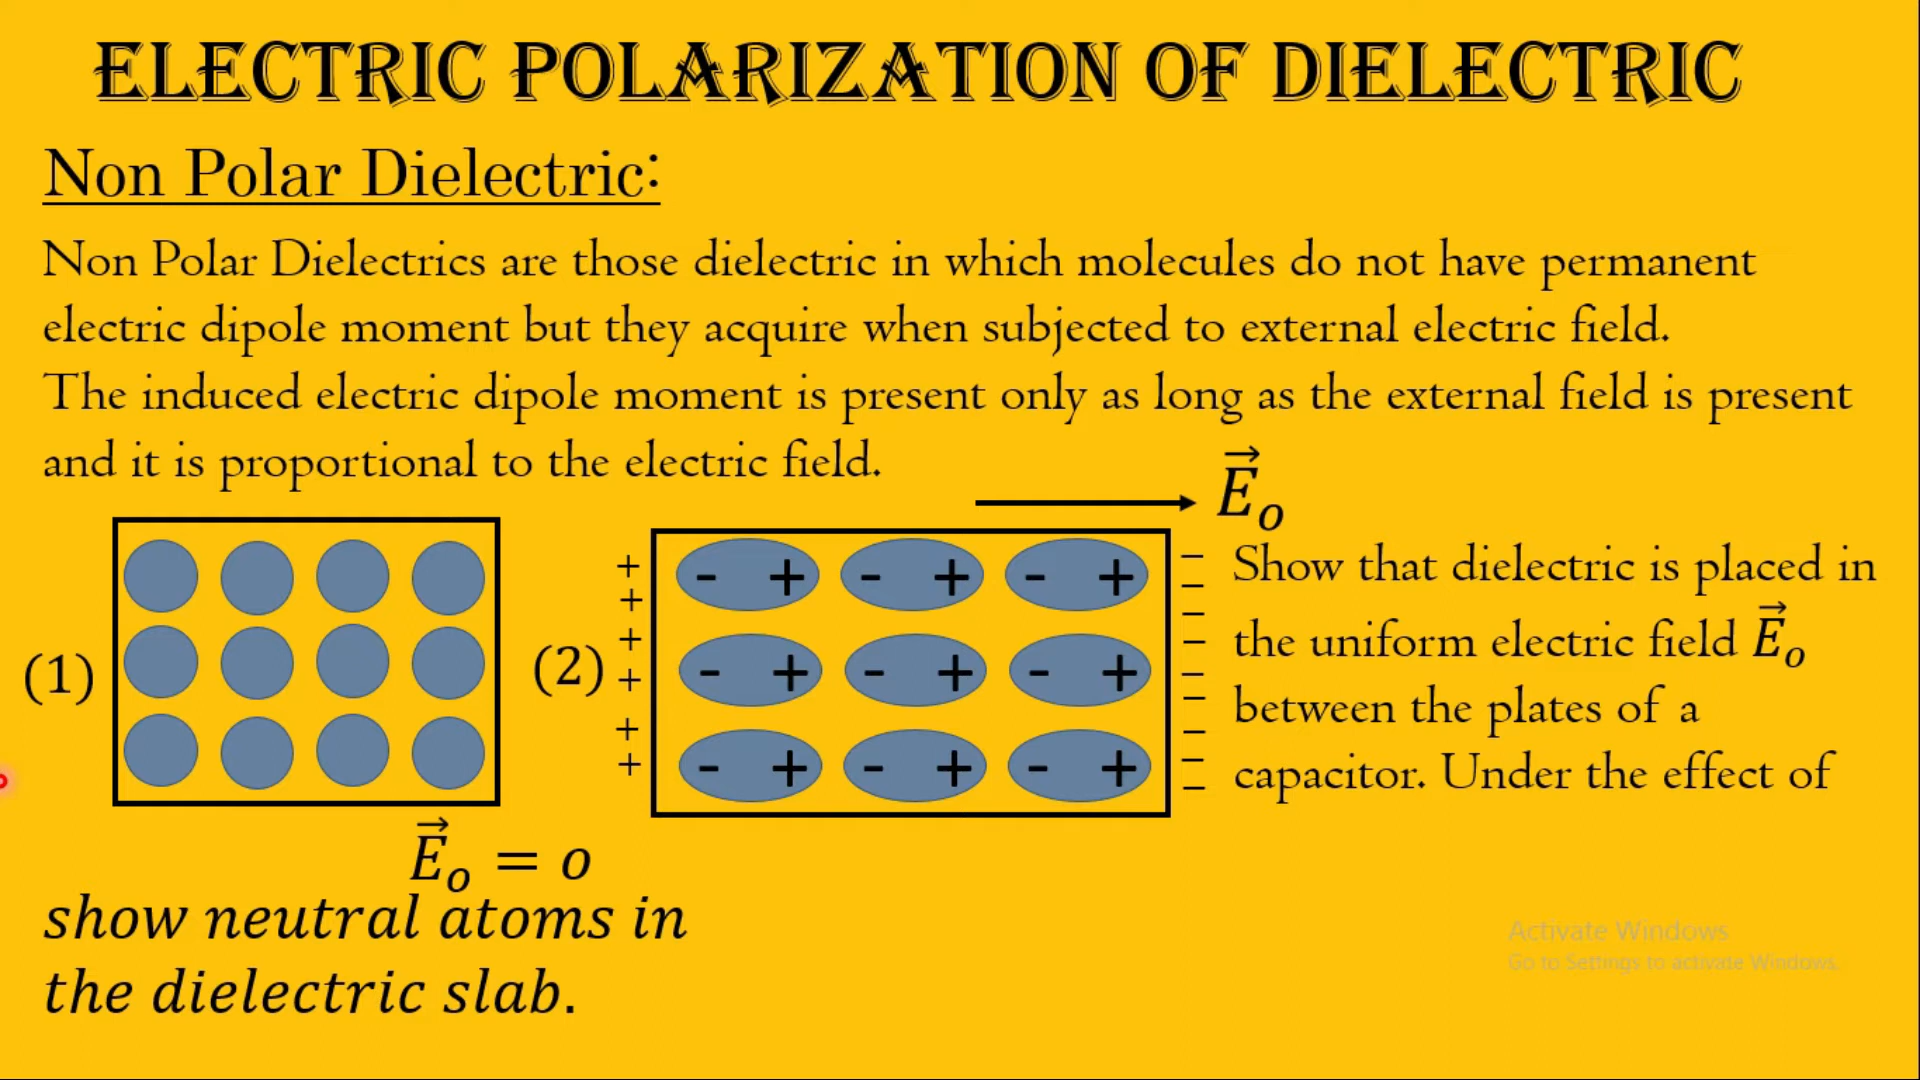 ELECTRIC POLARIZATION OF DIELECTRIC
Non Polar Dielectric:
Non Polar Dielectrics are those dielectric in which molecules do not have permanent
electric dipole moment but they acquire when subjected to external electric field.
The induced electric dipole moment is present only as long as the external field is present
and it is proportional to the electric field.
E⃗ₒ
(1)
E⃗ₒ = o
show neutral atoms in
the dielectric slab.
(2)
+ - + - + - + −
+ −
+ −
+ - + - + - + −
+ −
−
+ - + - + - + −
+ −
−
Show that dielectric is placed in
the uniform electric field E⃗ₒ
between the plates of a
capacitor. Under the effect of
Activate Windows
Go to Settings to activate Windows.